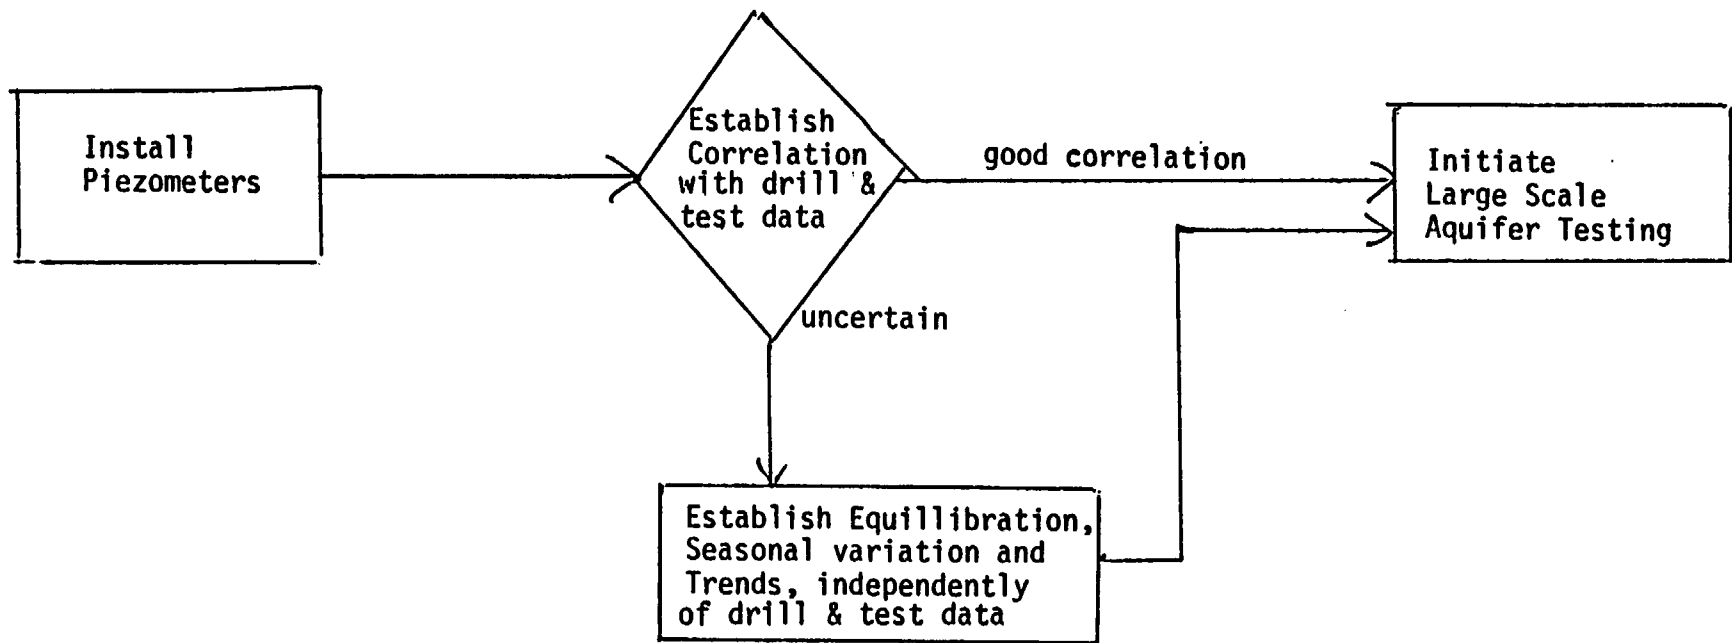 Install
Piezometers
Establish
Correlation
with drill &
test data
good correlation
Initiate
Large Scale
Aquifer Testing
uncertain
Establish Equillibration,
Seasonal variation and
Trends, independently
of drill & test data